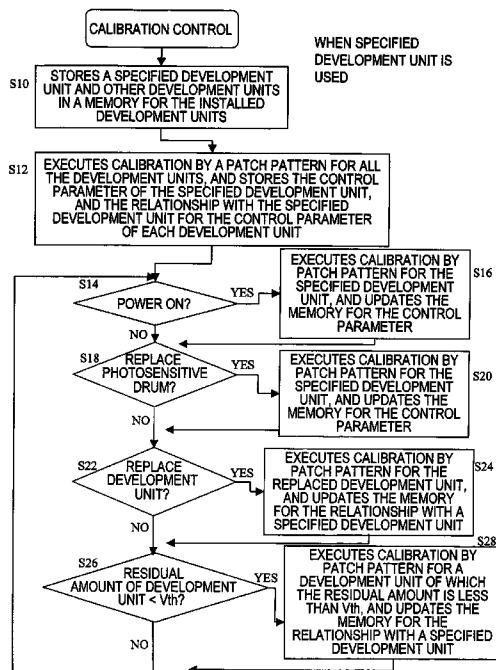 CALIBRATION CONTROL
WHEN SPECIFIED
DEVELOPMENT UNIT IS
USED
S10
STORES A SPECIFIED DEVELOPMENT
UNIT AND OTHER DEVELOPMENT UNITS
IN A MEMORY FOR THE INSTALLED
DEVELOPMENT UNITS
S12
EXECUTES CALIBRATION BY A PATCH PATTERN FOR ALL
THE DEVELOPMENT UNITS, AND STORES THE CONTROL
PARAMETER OF THE SPECIFIED DEVELOPMENT UNIT,
AND THE RELATIONSHIP WITH THE SPECIFIED
DEVELOPMENT UNIT FOR THE CONTROL PARAMETER
OF EACH DEVELOPMENT UNIT
S14
POWER ON?
YES
NO
S16
EXECUTES CALIBRATION BY
PATCH PATTERN FOR THE
SPECIFIED DEVELOPMENT
UNIT, AND UPDATES THE
MEMORY FOR THE CONTROL
PARAMETER
S18
REPLACE
PHOTOSENSITIVE
DRUM?
YES
NO
S20
EXECUTES CALIBRATION BY
PATCH PATTERN FOR THE
SPECIFIED DEVELOPMENT
UNIT, AND UPDATES THE
MEMORY FOR THE CONTROL
PARAMETER
S22
REPLACE
DEVELOPMENT
UNIT?
YES
NO
S24
EXECUTES CALIBRATION BY
PATCH PATTERN FOR THE
REPLACED DEVELOPMENT UNIT,
AND UPDATES THE MEMORY
FOR THE RELATIONSHIP WITH A
SPECIFIED DEVELOPMENT UNIT
S26
RESIDUAL
AMOUNT OF DEVELOPMENT
UNIT < Vth?
YES
NO
S28
EXECUTES CALIBRATION BY
PATCH PATTERN FOR A
DEVELOPMENT UNIT OF WHICH
THE RESIDUAL AMOUNT IS LESS
THAN Vth, AND UPDATES THE
MEMORY FOR THE
RELATIONSHIP WITH A SPECIFIED
DEVELOPMENT UNIT